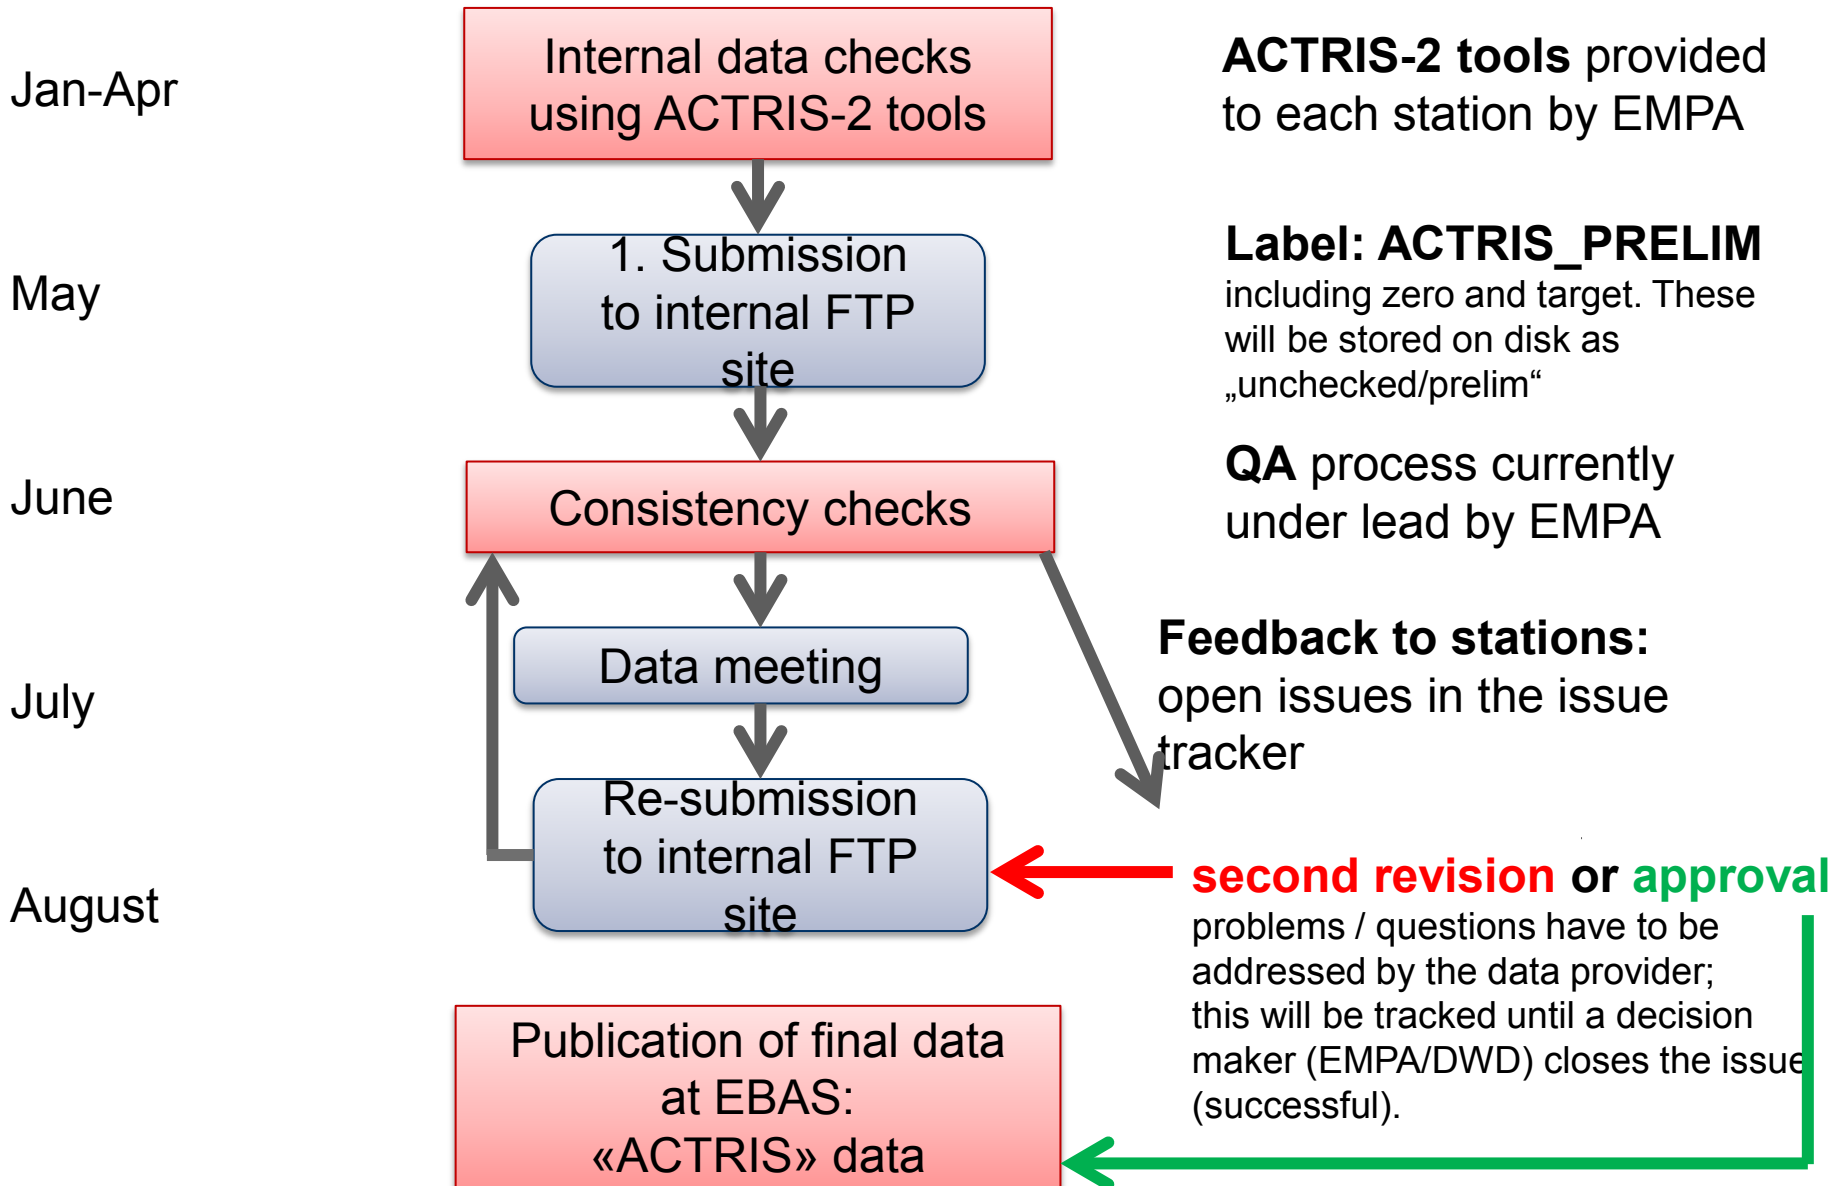 Jan-Apr
Internal data checks
using ACTRIS-2 tools
ACTRIS-2 tools provided
to each station by EMPA
May
1. Submission
to internal FTP
site
Label: ACTRIS_PRELIM
including zero and target. These
will be stored on disk as
„unchecked/prelim“
June
Consistency checks
QA process currently
under lead by EMPA
July
Data meeting
Feedback to stations:
open issues in the issue
tracker
August
Re-submission
to internal FTP
site
second revision or approval
problems / questions have to be
addressed by the data provider;
this will be tracked until a decision
maker (EMPA/DWD) closes the issue
(successful).
Publication of final data
at EBAS:
«ACTRIS» data